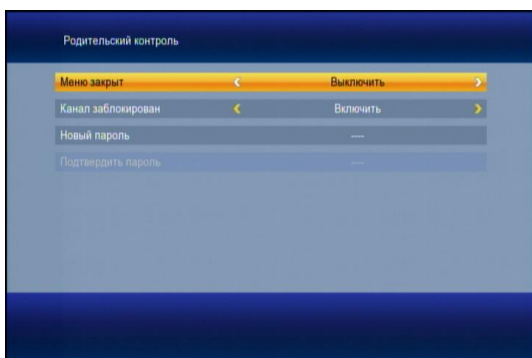 Родительский контроль
Меню закрыт Выключить
Канал заблокирован Включить
Новый пароль ----
Подтвердить пароль ----